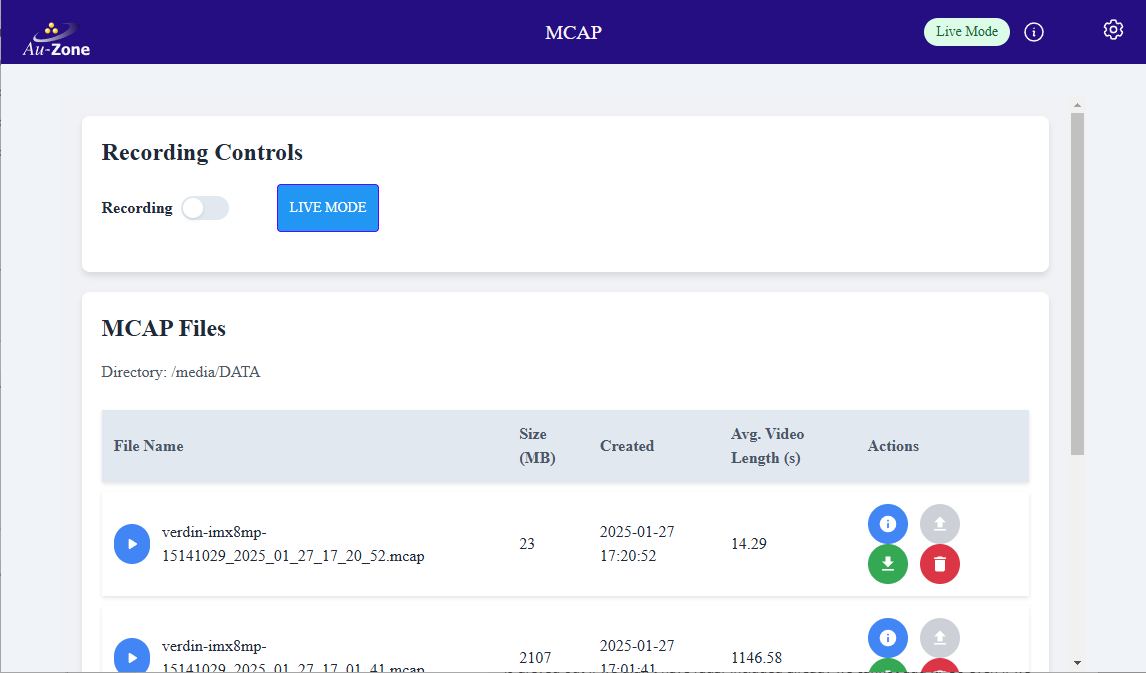 Au-Zone
MCAP
Live Mode
Recording Controls
Recording
LIVE MODE
MCAP Files
Directory: /media/DATA
File Name
Size
(MB)
Created
Avg. Video
Length (s)
Actions
verdin-imx8mp-
15141029_2025_01_27_17_20_52.mcap
23
2025-01-27
17:20:52
14.29
verdin-imx8mp-
15141029_2025_01_27_17_01_41.mcap
2107
2025-01-27
17:01:41
1146.58